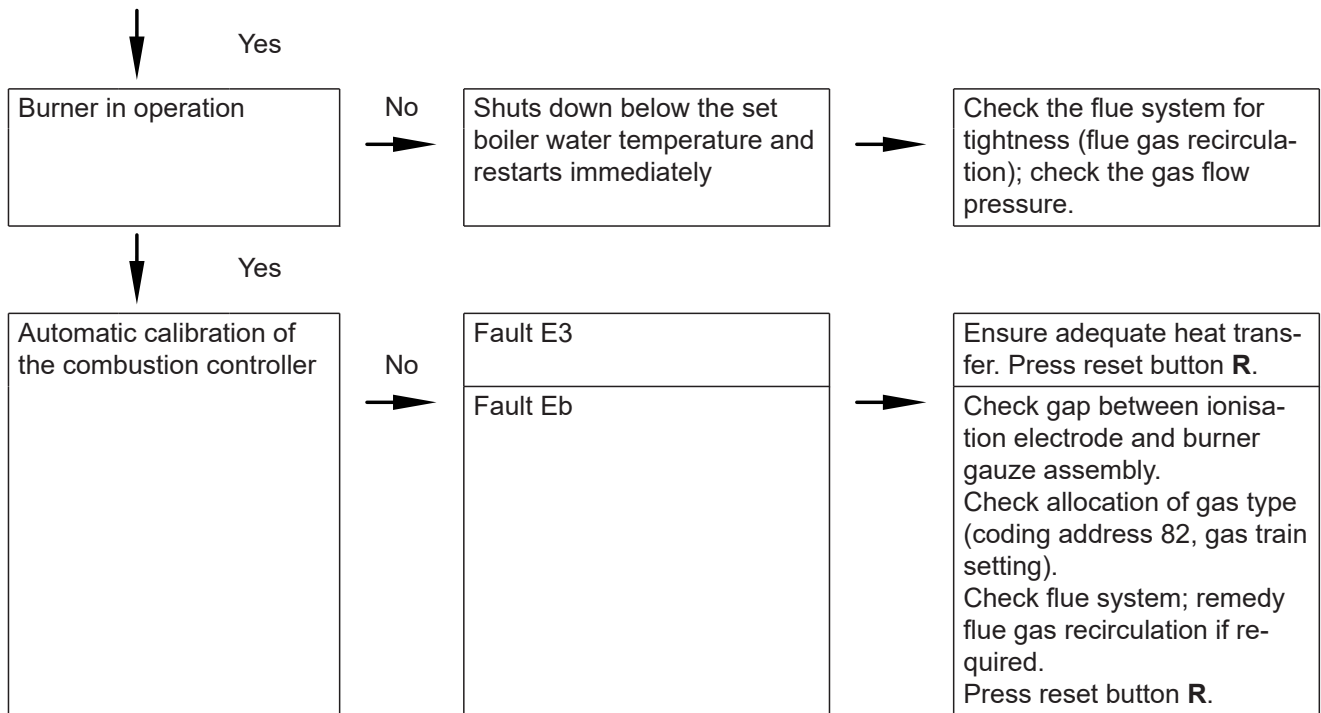 Yes
Burner in operation
No
Shuts down below the set
boiler water temperature and
restarts immediately
Check the flue system for
tightness (flue gas recircula-
tion); check the gas flow
pressure.
Yes
Automatic calibration of
the combustion controller
No
Fault E3
Ensure adequate heat trans-
fer. Press reset button R.
Fault Eb
Check gap between ionisa-
tion electrode and burner
gauze assembly.
Check allocation of gas type
(coding address 82, gas train
setting).
Check flue system; remedy
flue gas recirculation if re-
quired.
Press reset button R.